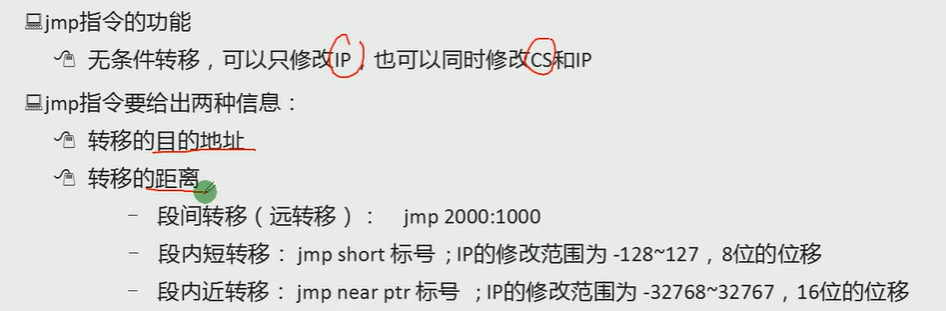 jmp指令的功能
无条件转移，可以只修改IP，也可以同时修改CS和IP
jmp指令要给出两种信息：
转移的目的地址
转移的距离
– 段间转移（远转移）： jmp 2000:1000
– 段内短转移： jmp short 标号 ; IP的修改范围为 -128~127，8位的位移
– 段内近转移： jmp near ptr 标号 ; IP的修改范围为 -32768~32767，16位的位移